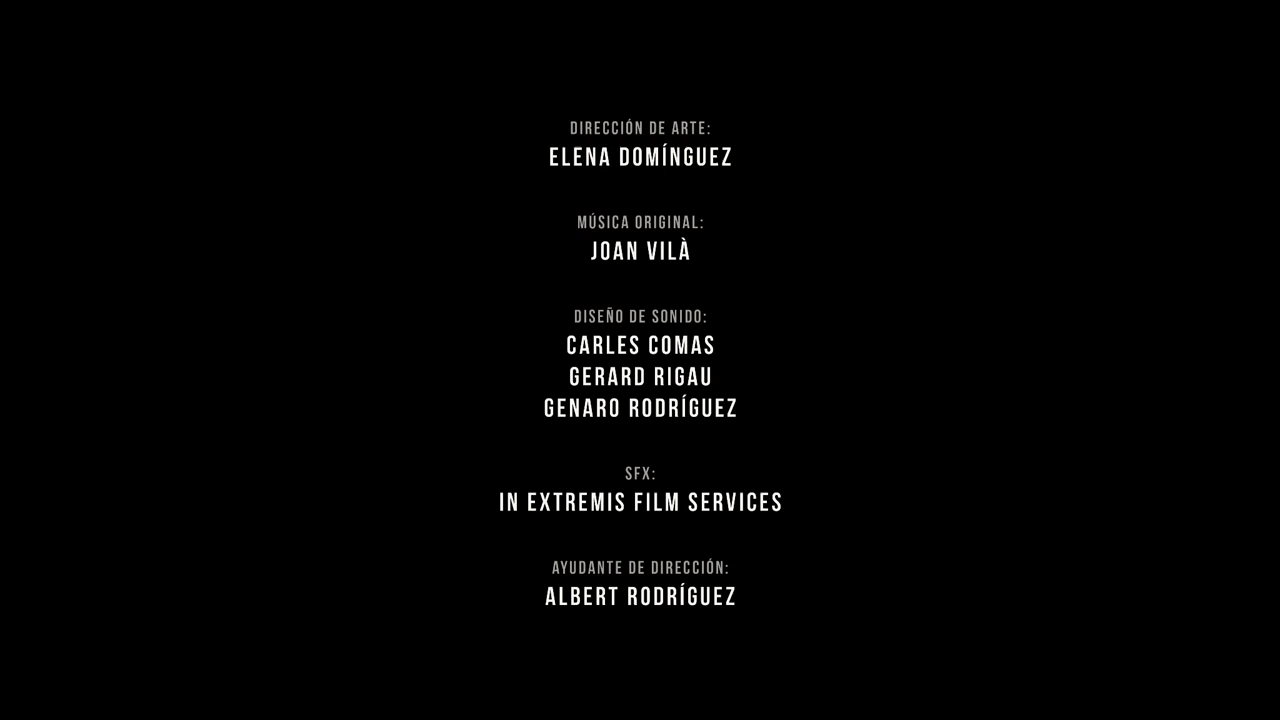 DIRECCIÓN DE ARTE:
ELENA DOMÍNGUEZ
MÚSICA ORIGINAL:
JOAN VILÀ
DISEÑO DE SONIDO:
CARLES COMAS
GERARD RIGAU
GENARO RODRÍGUEZ
SFX:
IN EXTREMIS FILM SERVICES
AYUDANTE DE DIRECCIÓN:
ALBERT RODRÍGUEZ